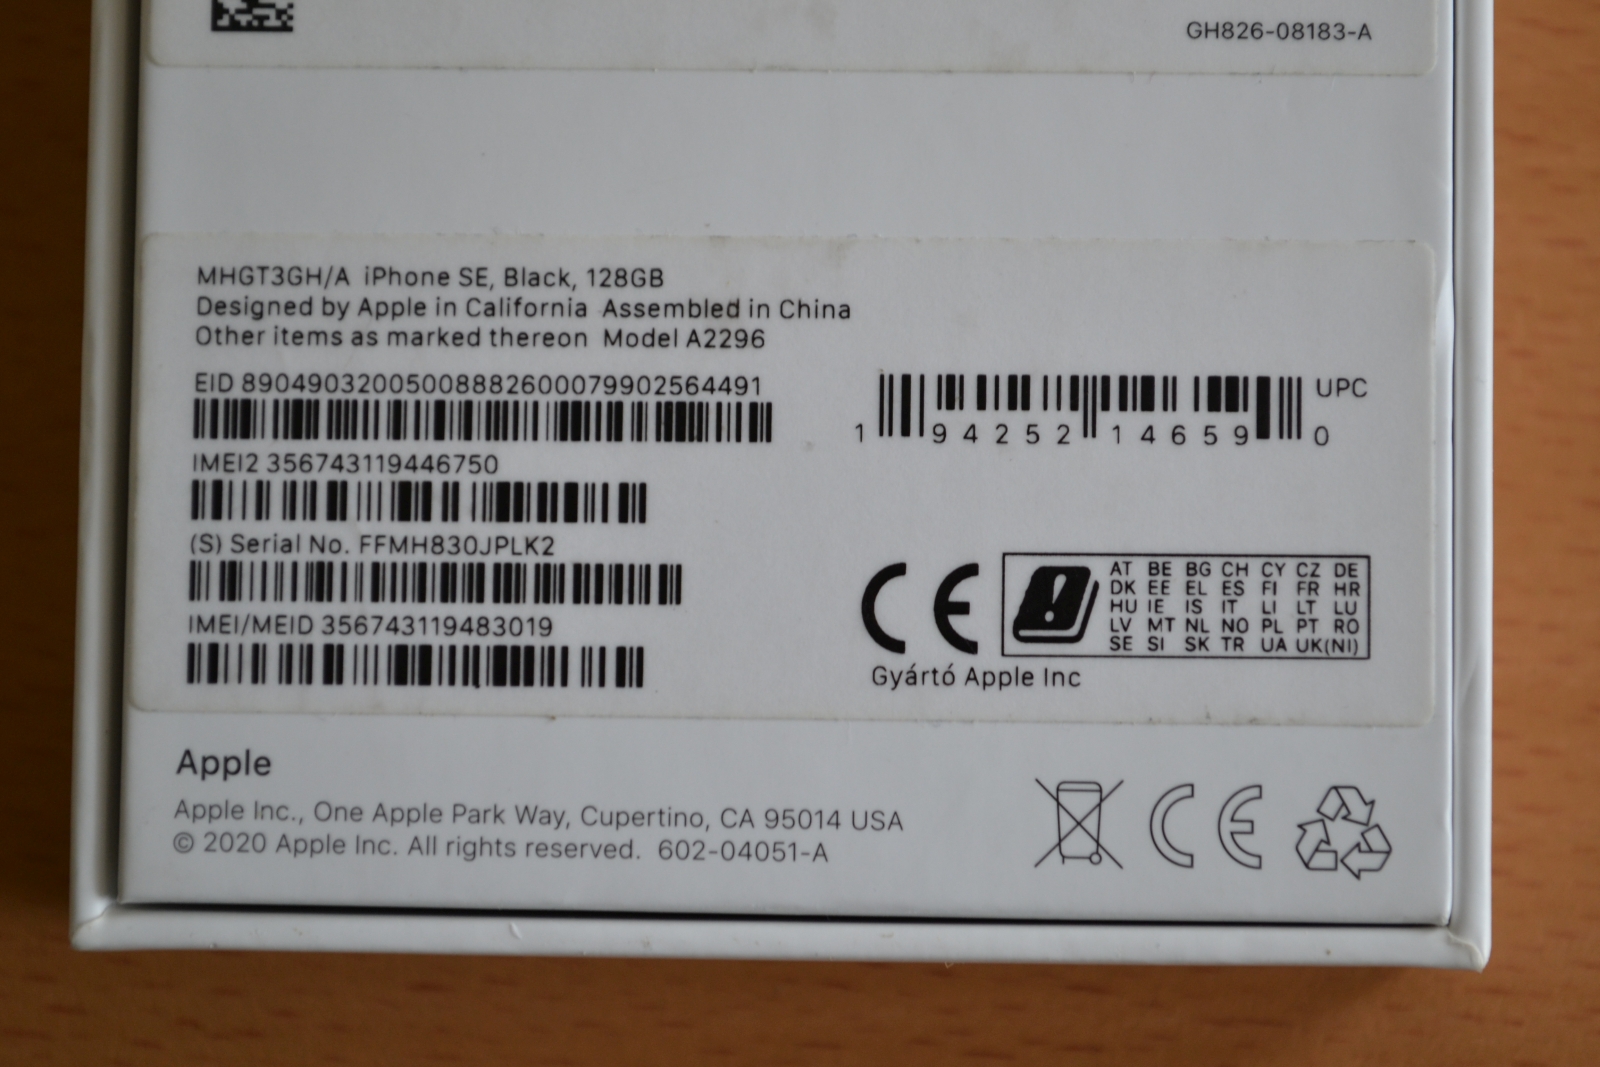 GH826-08183-A
MHGT3GH/A iPhone SE, Black, 128GB
Designed by Apple in California Assembled in China
Other items as marked thereon Model A2296
EID 89049032005008882600079902564491
IMEI2 356743119446750
(S) Serial No. FFMH830JPLK2
IMEI/MEID 356743119483019
UPC
1 94252 14659 0
CE
AT BE BG CH CY CZ DE
DK EE EL ES FI FR HR
HU IE IS IT LI LT LU
LV MT NL NO PL PT RO
SE SI SK TR UA UK(NI)
Gyártó Apple Inc
Apple
Apple Inc., One Apple Park Way, Cupertino, CA 95014 USA
© 2020 Apple Inc. All rights reserved. 602-04051-A
CE